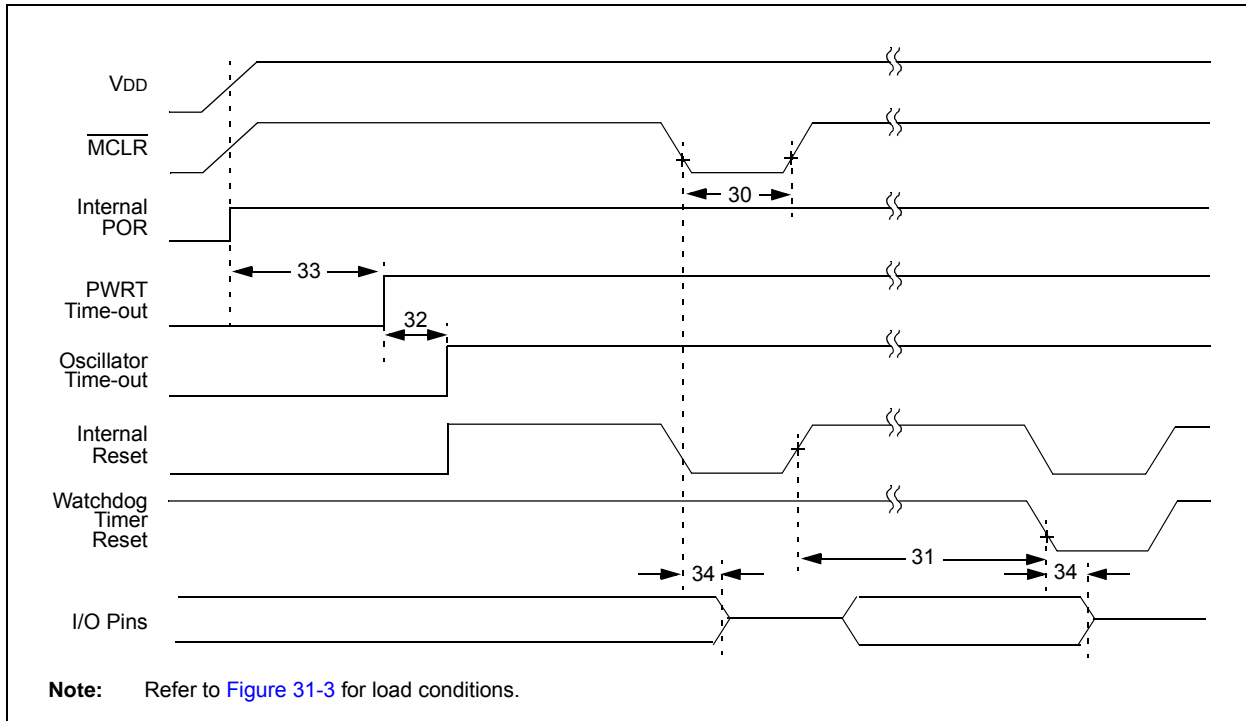 VDD
MCLR
30
Internal
POR
33
PWRT
Time-out
32
Oscillator
Time-out
Internal
Reset
Watchdog
Timer
Reset
31
34
34
I/O Pins
Note: Refer to Figure 31-3 for load conditions.